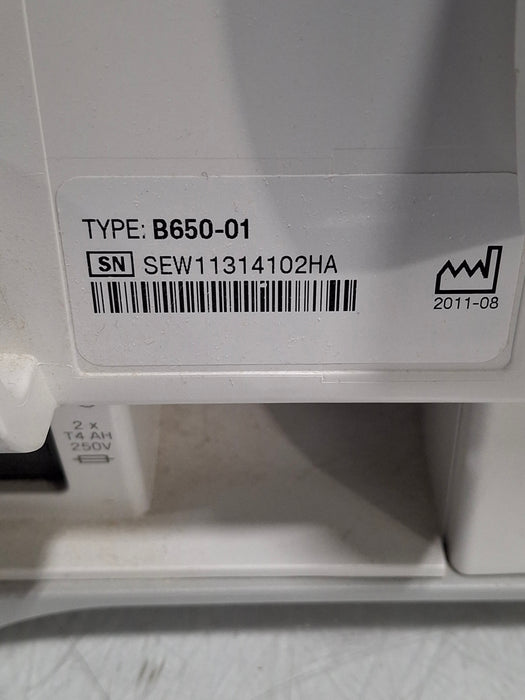 TYPE: B650-01
SN SEW11314102HA
2011-08
2 x
T4 AH
250V